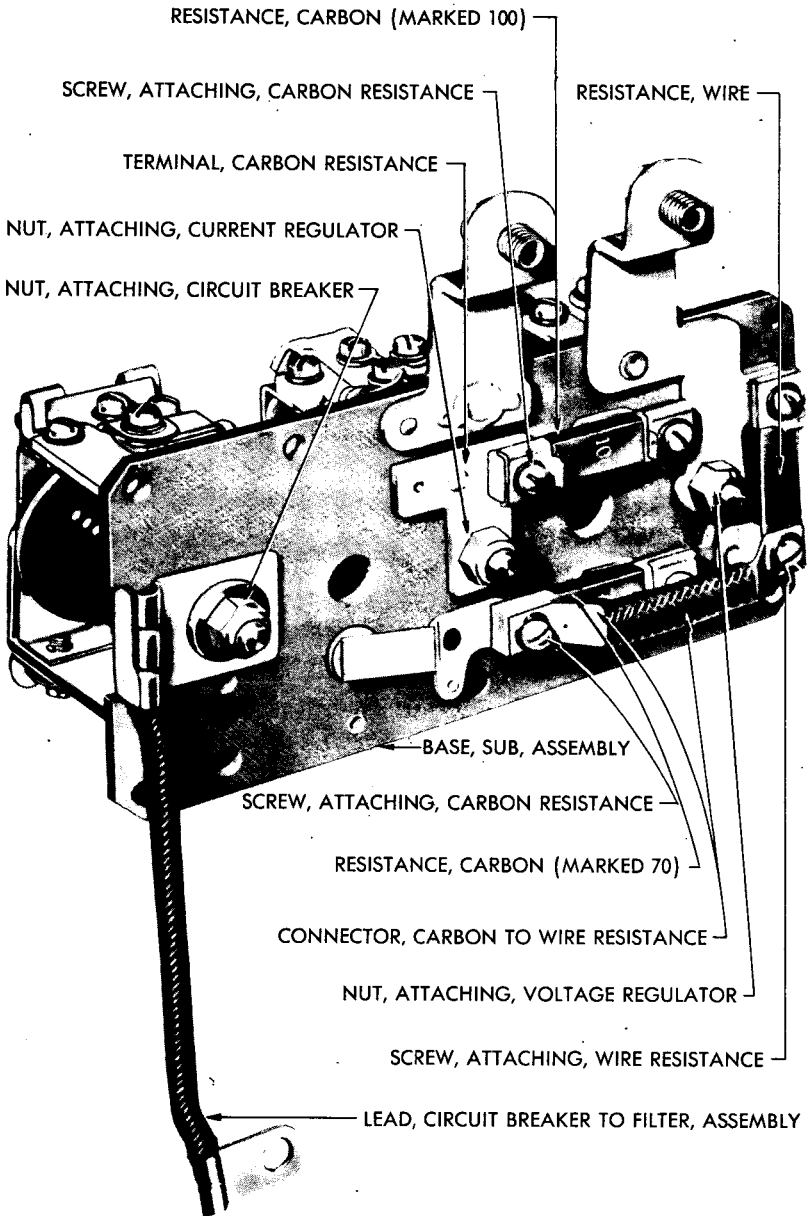 RESISTANCE, CARBON (MARKED 100)
SCREW, ATTACHING, CARBON RESISTANCE
RESISTANCE, WIRE
TERMINAL, CARBON RESISTANCE
NUT, ATTACHING, CURRENT REGULATOR
NUT, ATTACHING, CIRCUIT BREAKER
10
BASE, SUB, ASSEMBLY
SCREW, ATTACHING, CARBON RESISTANCE
RESISTANCE, CARBON (MARKED 70)
CONNECTOR, CARBON TO WIRE RESISTANCE
NUT, ATTACHING, VOLTAGE REGULATOR
SCREW, ATTACHING, WIRE RESISTANCE
LEAD, CIRCUIT BREAKER TO FILTER, ASSEMBLY